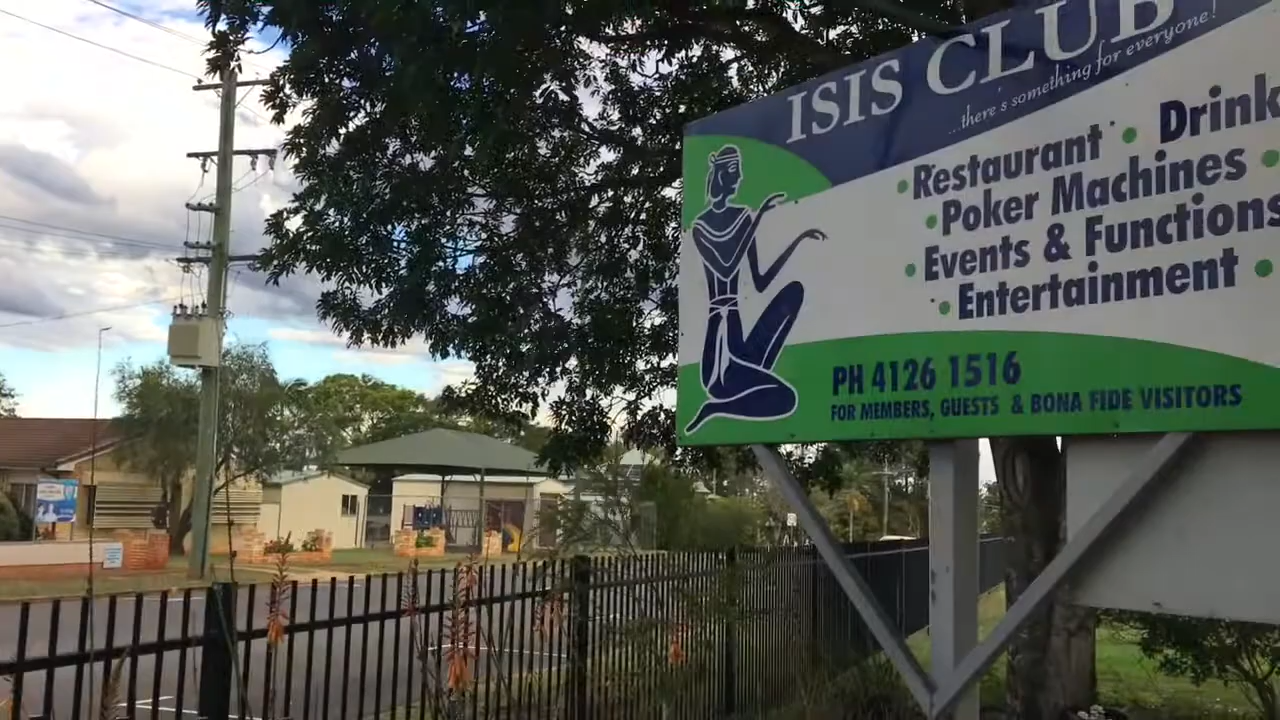 ISIS CLUB
...there's something for everyone!
• Restaurant • Drink
• Poker Machines •
• Events & Functions
• Entertainment •
PH 4126 1516
FOR MEMBERS, GUESTS & BONA FIDE VISITORS